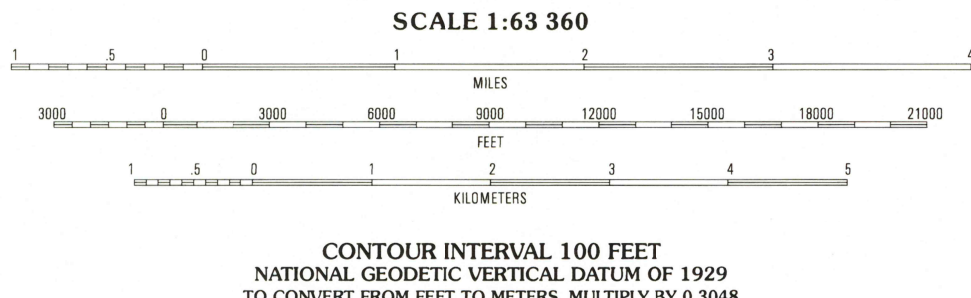 SCALE 1:63 360
1 .5 0 1 2 3 4
MILES
3000 0 3000 6000 9000 12000 15000 18000 21000
FEET
1 .5 0 1 2 3 4 5
KILOMETERS
CONTOUR INTERVAL 100 FEET
NATIONAL GEODETIC VERTICAL DATUM OF 1929
TO CONVERT FROM FEET TO METERS, MULTIPLY BY 0.3048